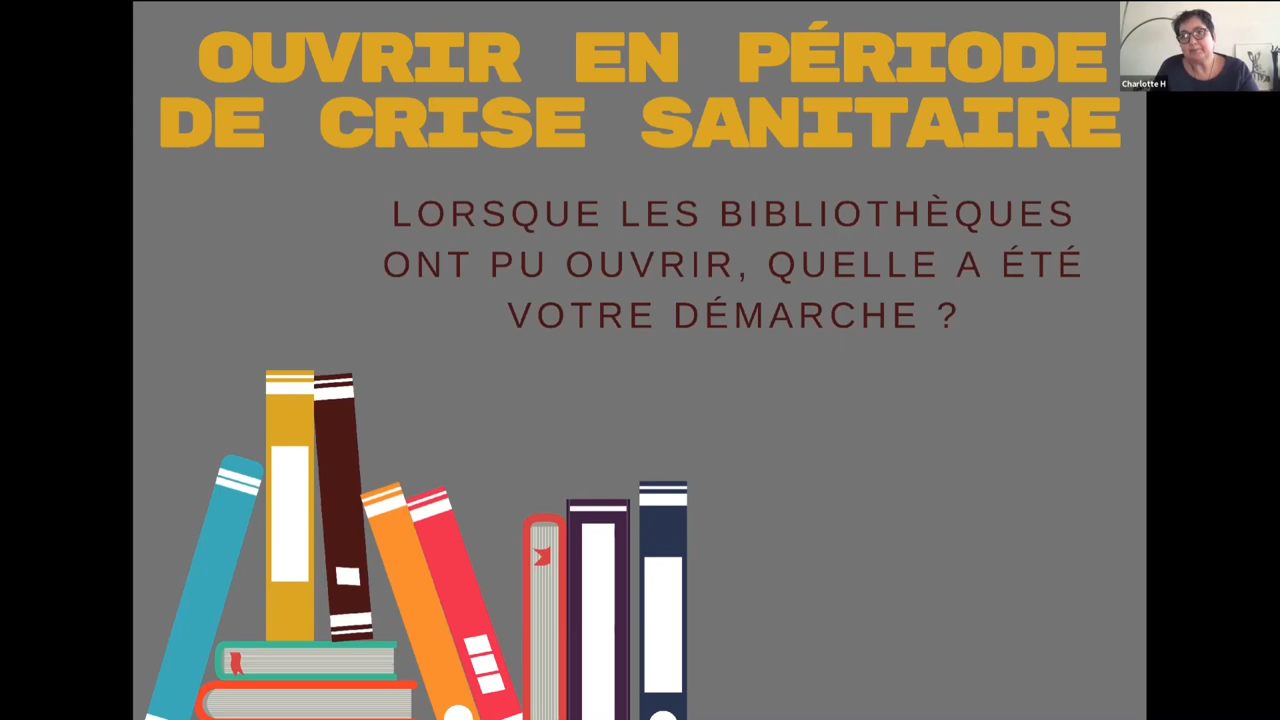 OUVRIR EN PÉRIODE
DE CRISE SANITAIRE
Charlotte H
LORSQUE LES BIBLIOTHÈQUES
ONT PU OUVRIR, QUELLE A ÉTÉ
VOTRE DÉMARCHE ?